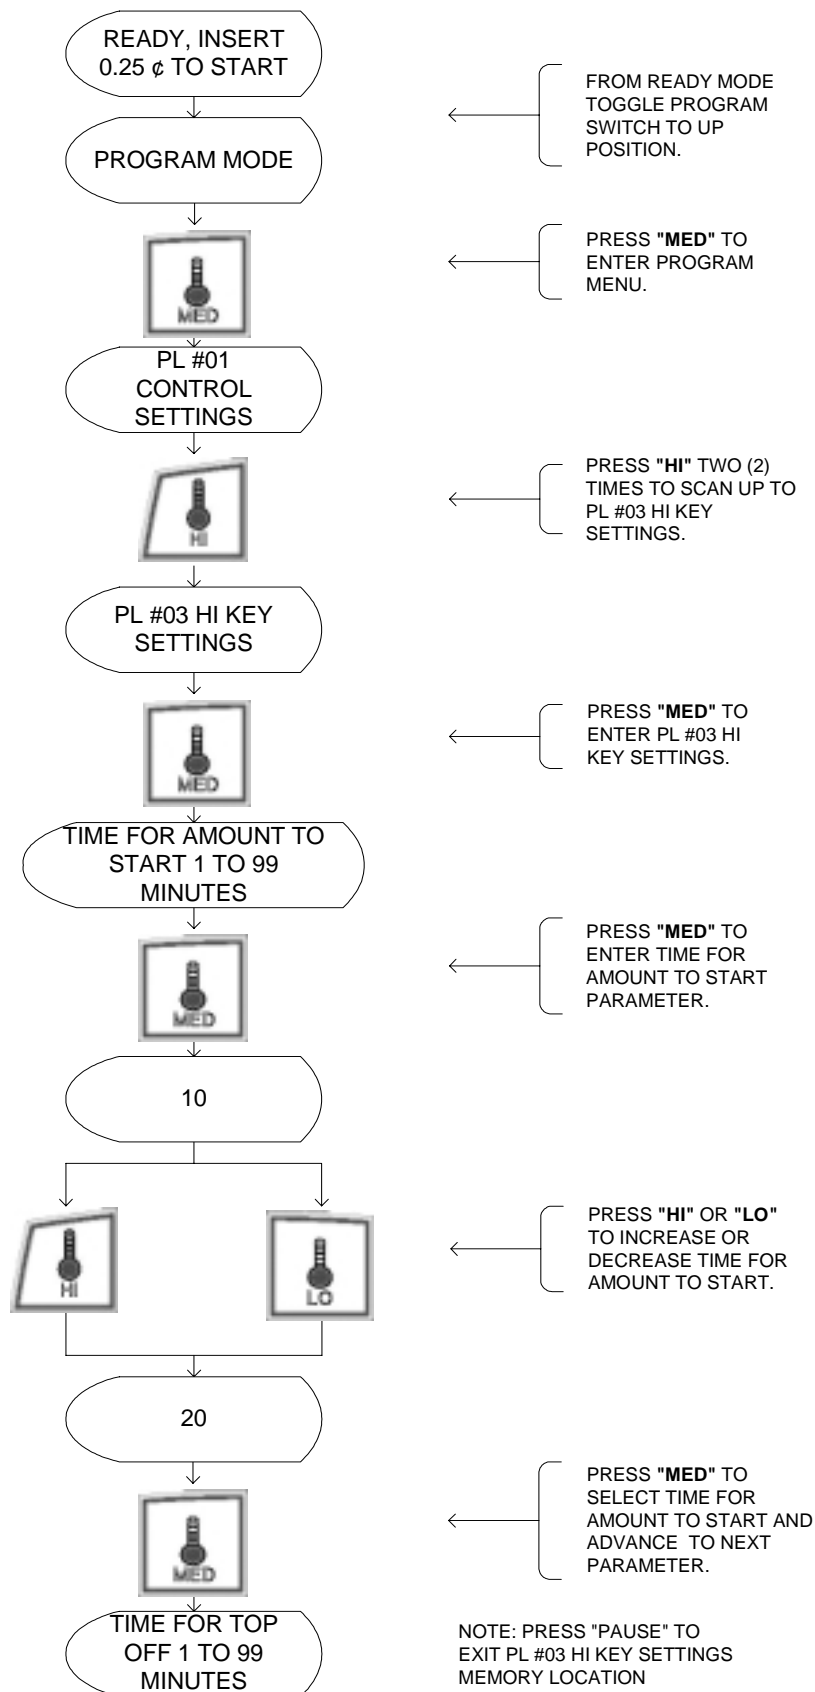 READY, INSERT
0.25 ¢ TO START
FROM READY MODE
TOGGLE PROGRAM
SWITCH TO UP
POSITION.
PROGRAM MODE
PRESS "MED" TO
ENTER PROGRAM
MENU.
MED
PL #01
CONTROL
SETTINGS
PRESS "HI" TWO (2)
TIMES TO SCAN UP TO
PL #03 HI KEY
SETTINGS.
HI
PL #03 HI KEY
SETTINGS
PRESS "MED" TO
ENTER PL #03 HI
KEY SETTINGS.
MED
TIME FOR AMOUNT TO
START 1 TO 99
MINUTES
PRESS "MED" TO
ENTER TIME FOR
AMOUNT TO START
PARAMETER.
MED
10
PRESS "HI" OR "LO"
TO INCREASE OR
DECREASE TIME FOR
AMOUNT TO START.
HI
LO
20
PRESS "MED" TO
SELECT TIME FOR
AMOUNT TO START AND
ADVANCE TO NEXT
PARAMETER.
MED
TIME FOR TOP
OFF 1 TO 99
MINUTES
NOTE: PRESS "PAUSE" TO
EXIT PL #03 HI KEY SETTINGS
MEMORY LOCATION